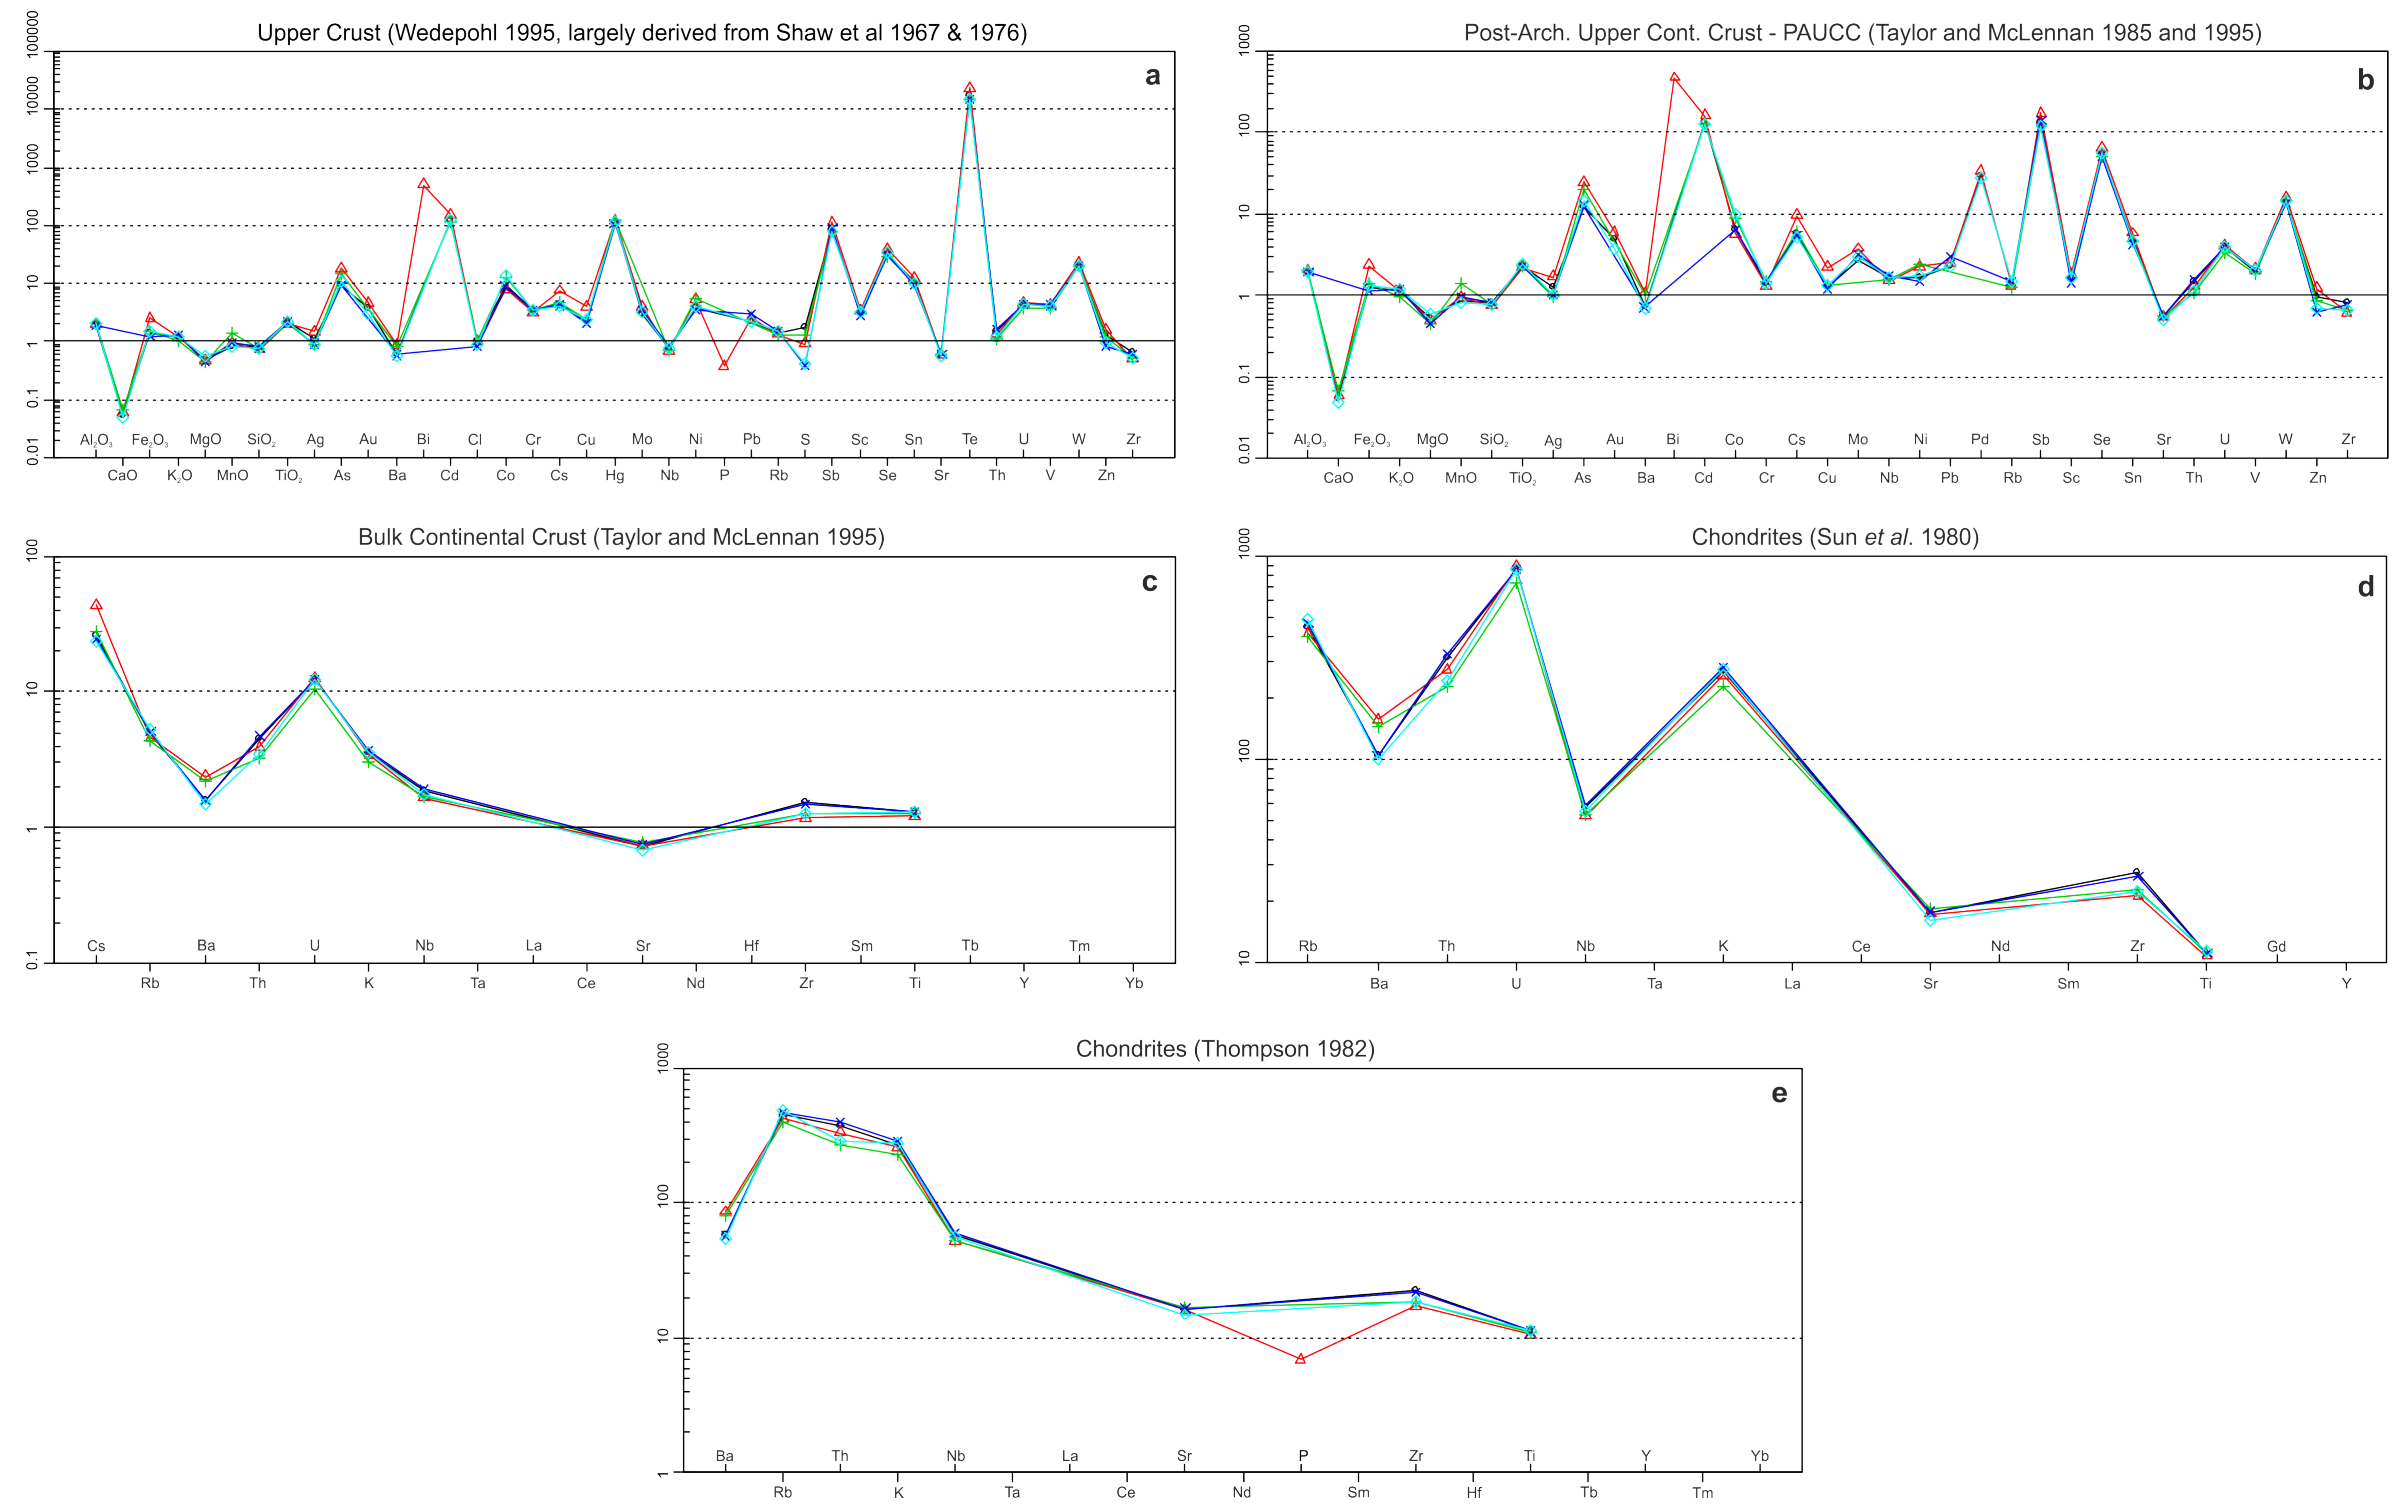 Upper Crust (Wedepohl 1995, largely derived from Shaw et al 1967 & 1976)
a
100000
10000
1000
100
10
1
0.1
0.01
Al₂O₃ Fe₂O₃ MgO SiO₂ Ag Au Bi Cl Cr Cu Mo Ni Pb S Sc Sn Te U W Zr
CaO K₂O MnO TiO₂ As Ba Cd Co Cs Hg Nb P Rb Sb Se Sr Th V Zn
Post-Arch. Upper Cont. Crust - PAUCC (Taylor and McLennan 1985 and 1995)
b
1000
100
10
1
0.1
0.01
Al₂O₃ Fe₂O₃ MgO SiO₂ Ag Au Bi Co Cs Mo Ni Pd Sb Se Sr U W Zr
CaO K₂O MnO TiO₂ As Ba Cd Cr Cu Nb Pb Rb Sc Sn Th V Zn
Bulk Continental Crust (Taylor and McLennan 1995)
c
100
10
1
0.1
Cs Ba U Nb La Sr Hf Sm Tb Tm
Rb Th K Ta Ce Nd Zr Ti Y Yb
Chondrites (Sun et al. 1980)
d
1000
100
10
Rb Th Nb K Ce Nd Zr Gd
Ba U Ta La Sr Sm Ti Y
Chondrites (Thompson 1982)
e
1000
100
10
1
Ba Th Nb La Sr P Zr Ti Y Yb
Rb K Ta Ce Nd Sm Hf Tb Tm